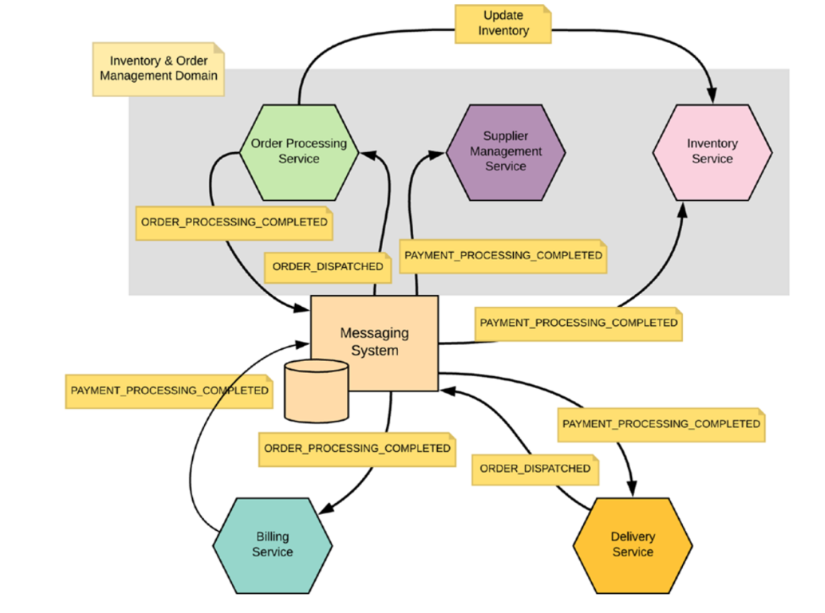 Update
Inventory
Inventory & Order
Management Domain
Order Processing
Service
Supplier
Management
Service
Inventory
Service
ORDER_PROCESSING_COMPLETED
ORDER_DISPATCHED
PAYMENT_PROCESSING_COMPLETED
PAYMENT_PROCESSING_COMPLETED
Messaging
System
PAYMENT_PROCESSING_COMPLETED
PAYMENT_PROCESSING_COMPLETED
ORDER_PROCESSING_COMPLETED
ORDER_DISPATCHED
Billing
Service
Delivery
Service